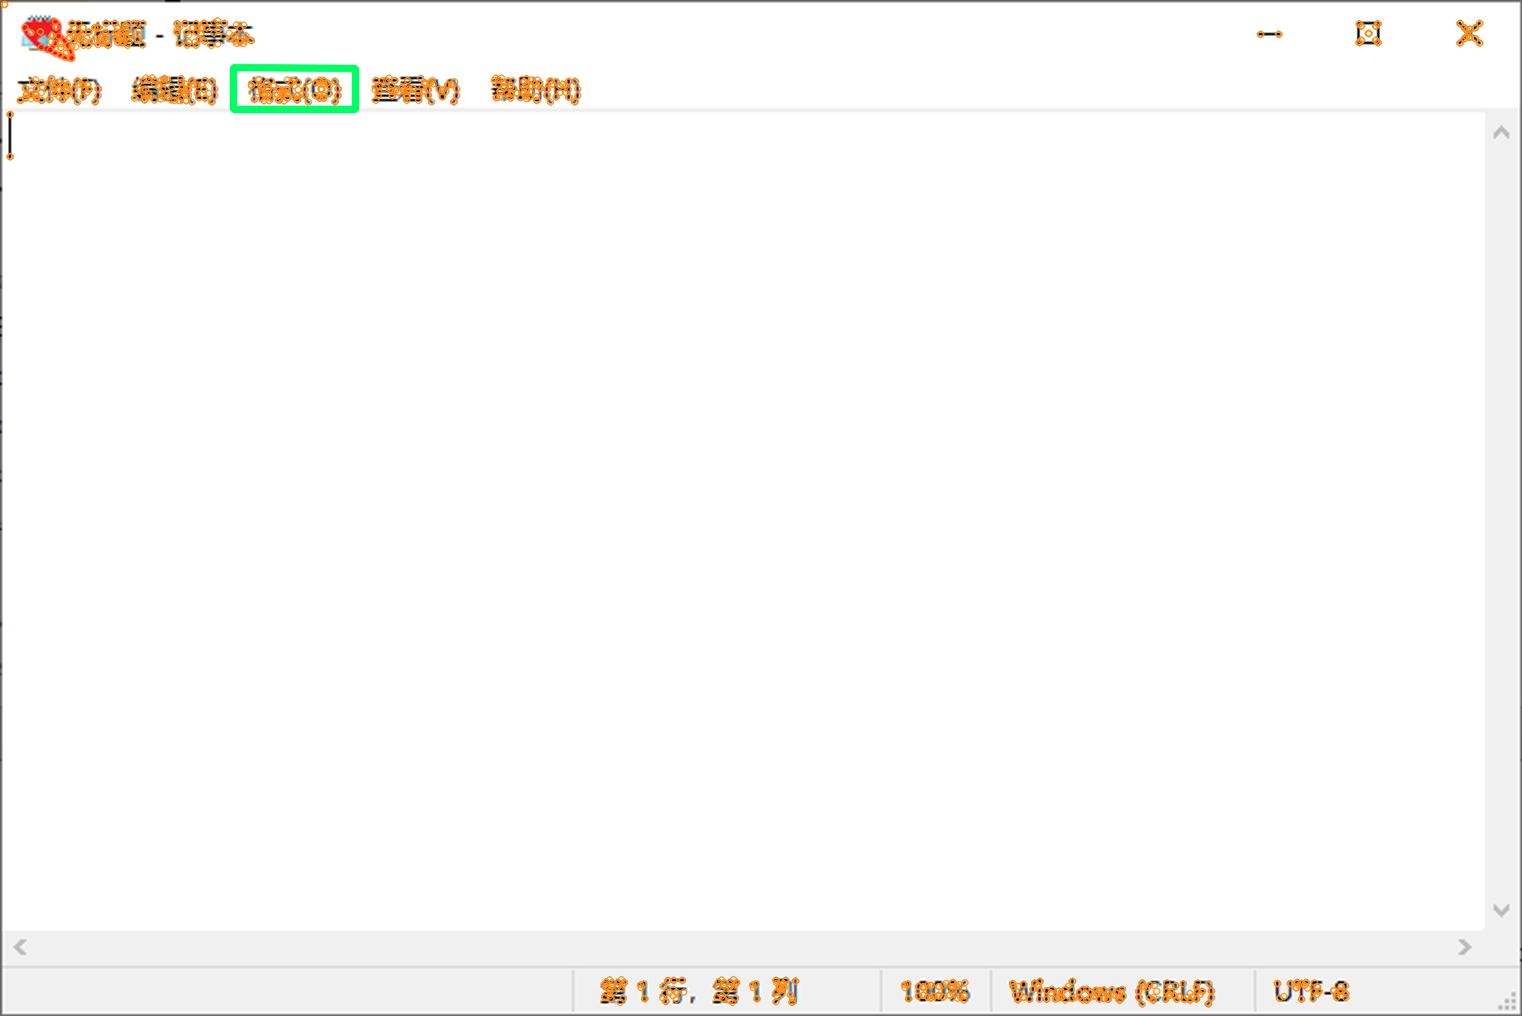 无标题 - 记事本
文件(F) 编辑(E) 格式(O) 查看(V) 帮助(H)
第 1 行, 第 1 列 100% Windows (CRLF) UTF-8